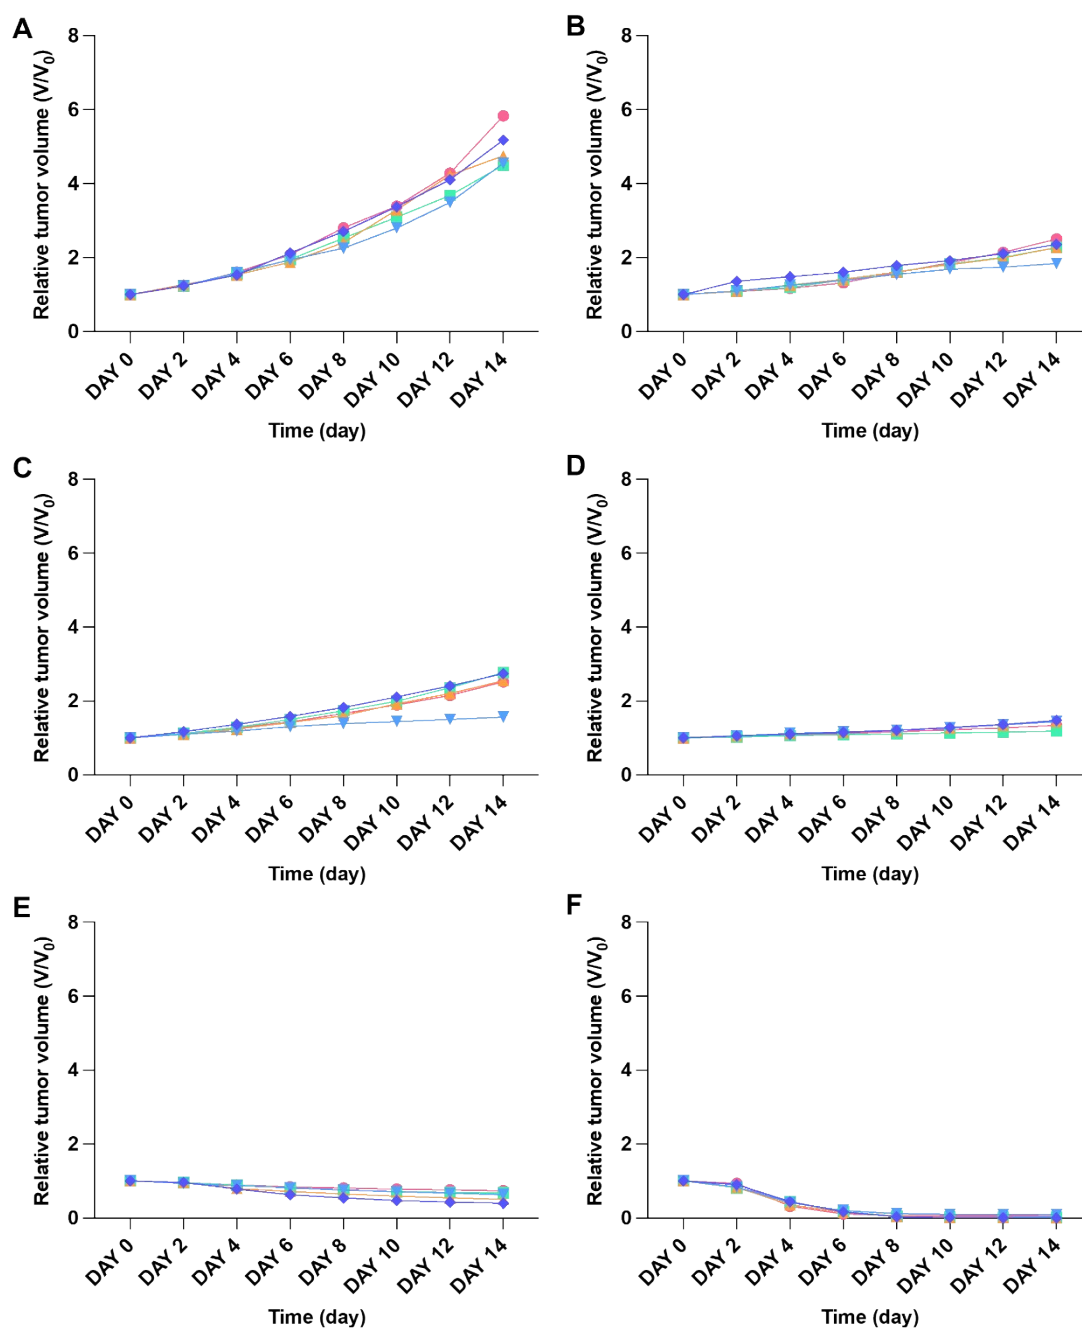 A
Relative tumor volume (V/V₀)
8
6
4
2
0
DAY 0
DAY 2
DAY 4
DAY 6
DAY 8
DAY 10
DAY 12
DAY 14
Time (day)
B
Relative tumor volume (V/V₀)
8
6
4
2
0
DAY 0
DAY 2
DAY 4
DAY 6
DAY 8
DAY 10
DAY 12
DAY 14
Time (day)
C
Relative tumor volume (V/V₀)
8
6
4
2
0
DAY 0
DAY 2
DAY 4
DAY 6
DAY 8
DAY 10
DAY 12
DAY 14
Time (day)
D
Relative tumor volume (V/V₀)
8
6
4
2
0
DAY 0
DAY 2
DAY 4
DAY 6
DAY 8
DAY 10
DAY 12
DAY 14
Time (day)
E
Relative tumor volume (V/V₀)
8
6
4
2
0
DAY 0
DAY 2
DAY 4
DAY 6
DAY 8
DAY 10
DAY 12
DAY 14
Time (day)
F
Relative tumor volume (V/V₀)
8
6
4
2
0
DAY 0
DAY 2
DAY 4
DAY 6
DAY 8
DAY 10
DAY 12
DAY 14
Time (day)